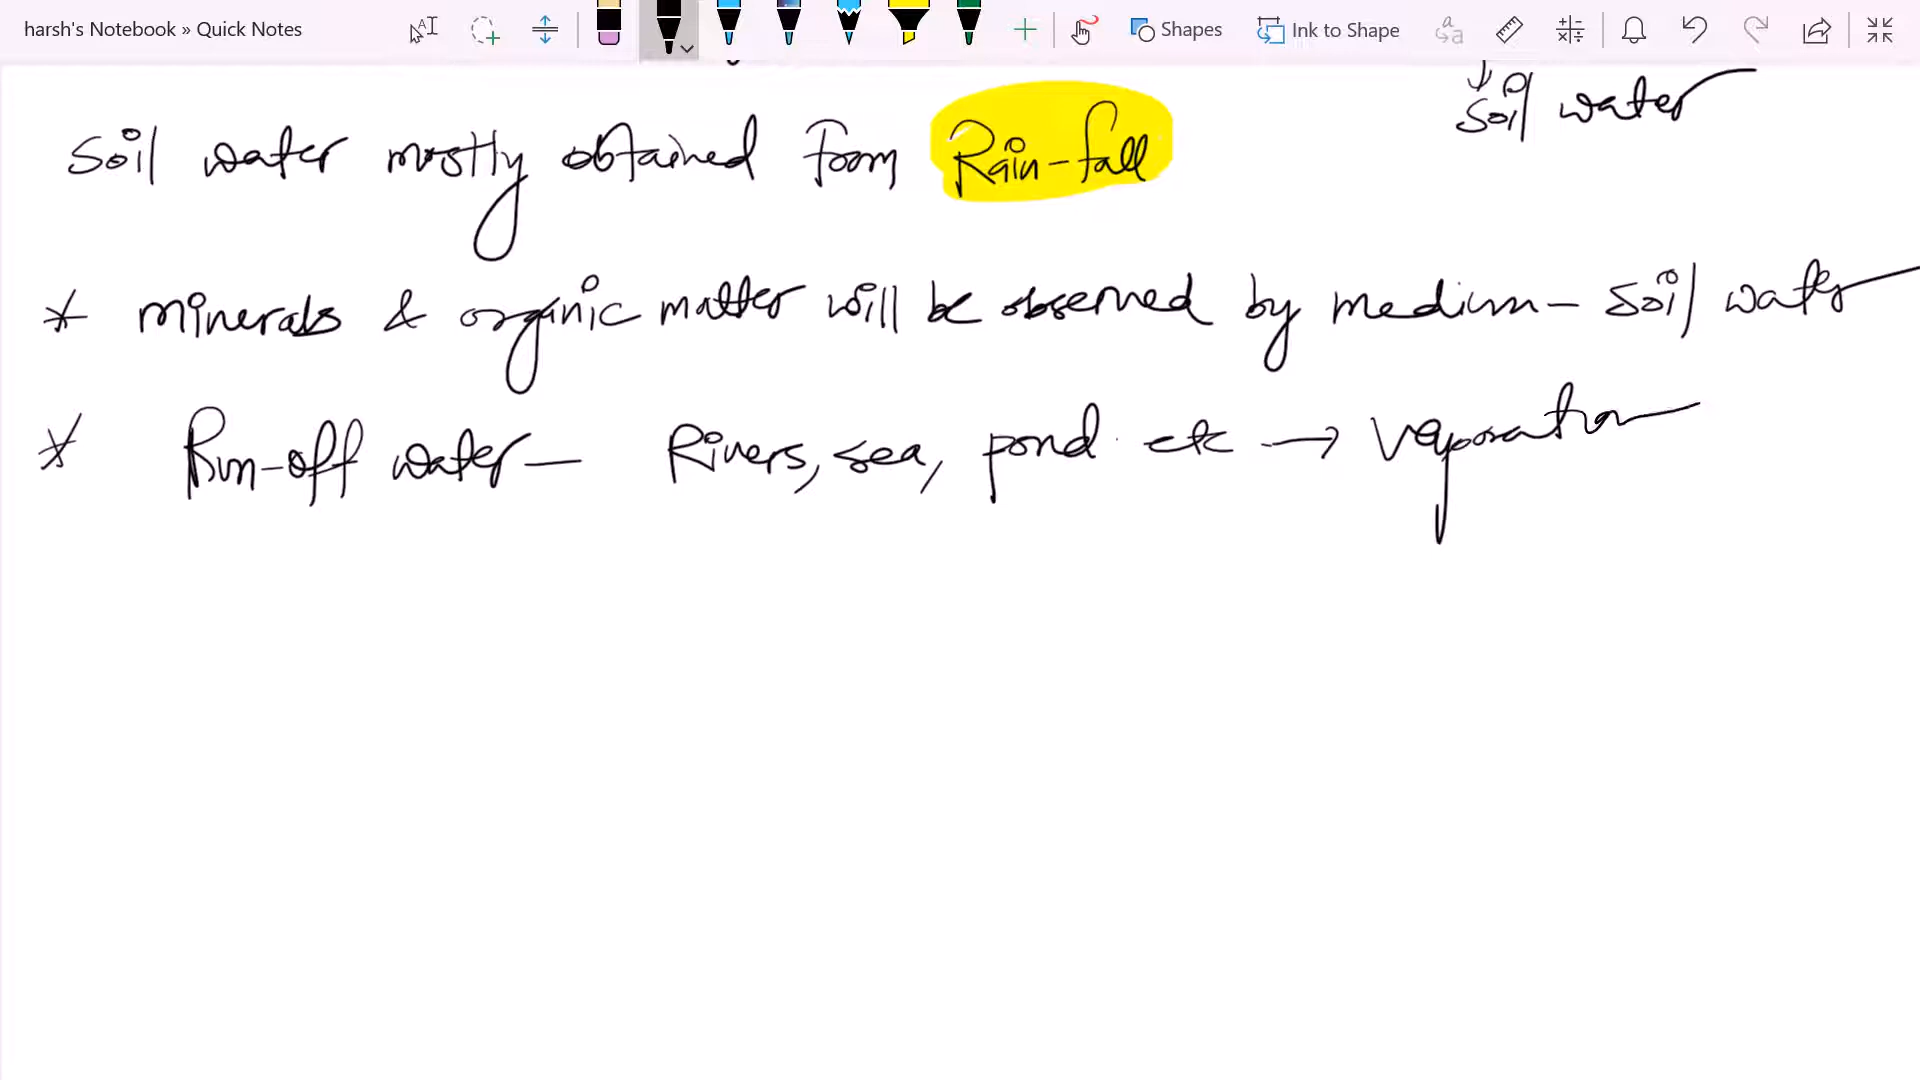 harsh's Notebook » Quick Notes
Shapes
Ink to Shape
soil water
Soil water mostly obtained from Rain-fall
* minerals & organic matter will be observed by medium - soil water
* Run-off water - Rivers, sea, pond etc → Vaporation